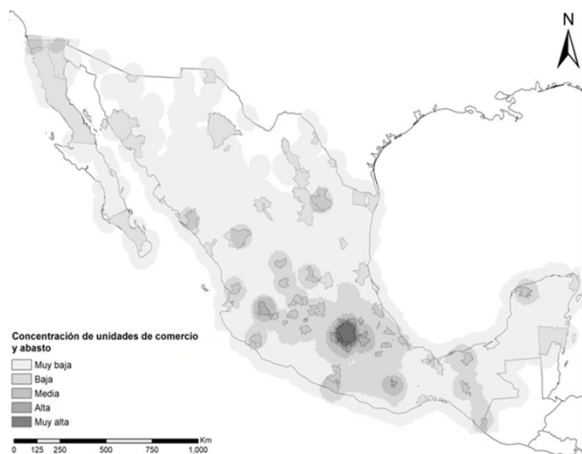 N
Concentración de unidades de comercio
y abasto
Muy baja
Baja
Media
Alta
Muy alta
Km
0 125 250 500 750 1,000